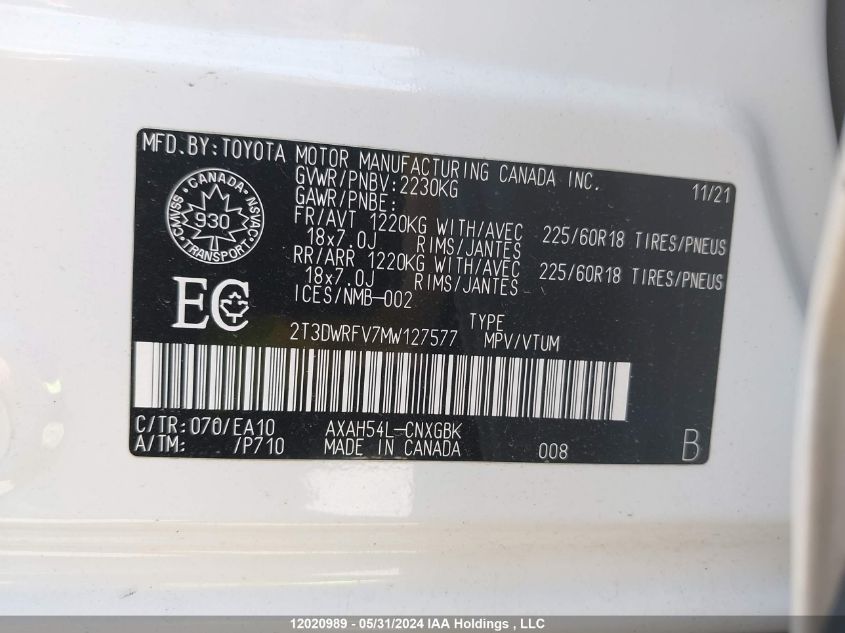 MFD.BY:TOYOTA MOTOR MANUFACTURING CANADA INC. 11/21
GVWR/PNBV:2230KG
GAWR/PNBE:
FR/AVT 1220KG WITH/AVEC 225/60R18 TIRES/PNEUS
18x7.0J RIMS/JANTES
RR/ARR 1220KG WITH/AVEC 225/60R18 TIRES/PNEUS
18x7.0J RIMS/JANTES
ICES/NMB-002
CANADA
CMVSS 930 NSVAC
TRANSPORT
EC
TYPE
2T3DWRFV7MW127577 MPV/VTUM
C/TR:070/EA10 AXAH54L-CNXGBK
A/TM: /P710 MADE IN CANADA 008 B
12020989 - 05/31/2024 IAA Holdings , LLC